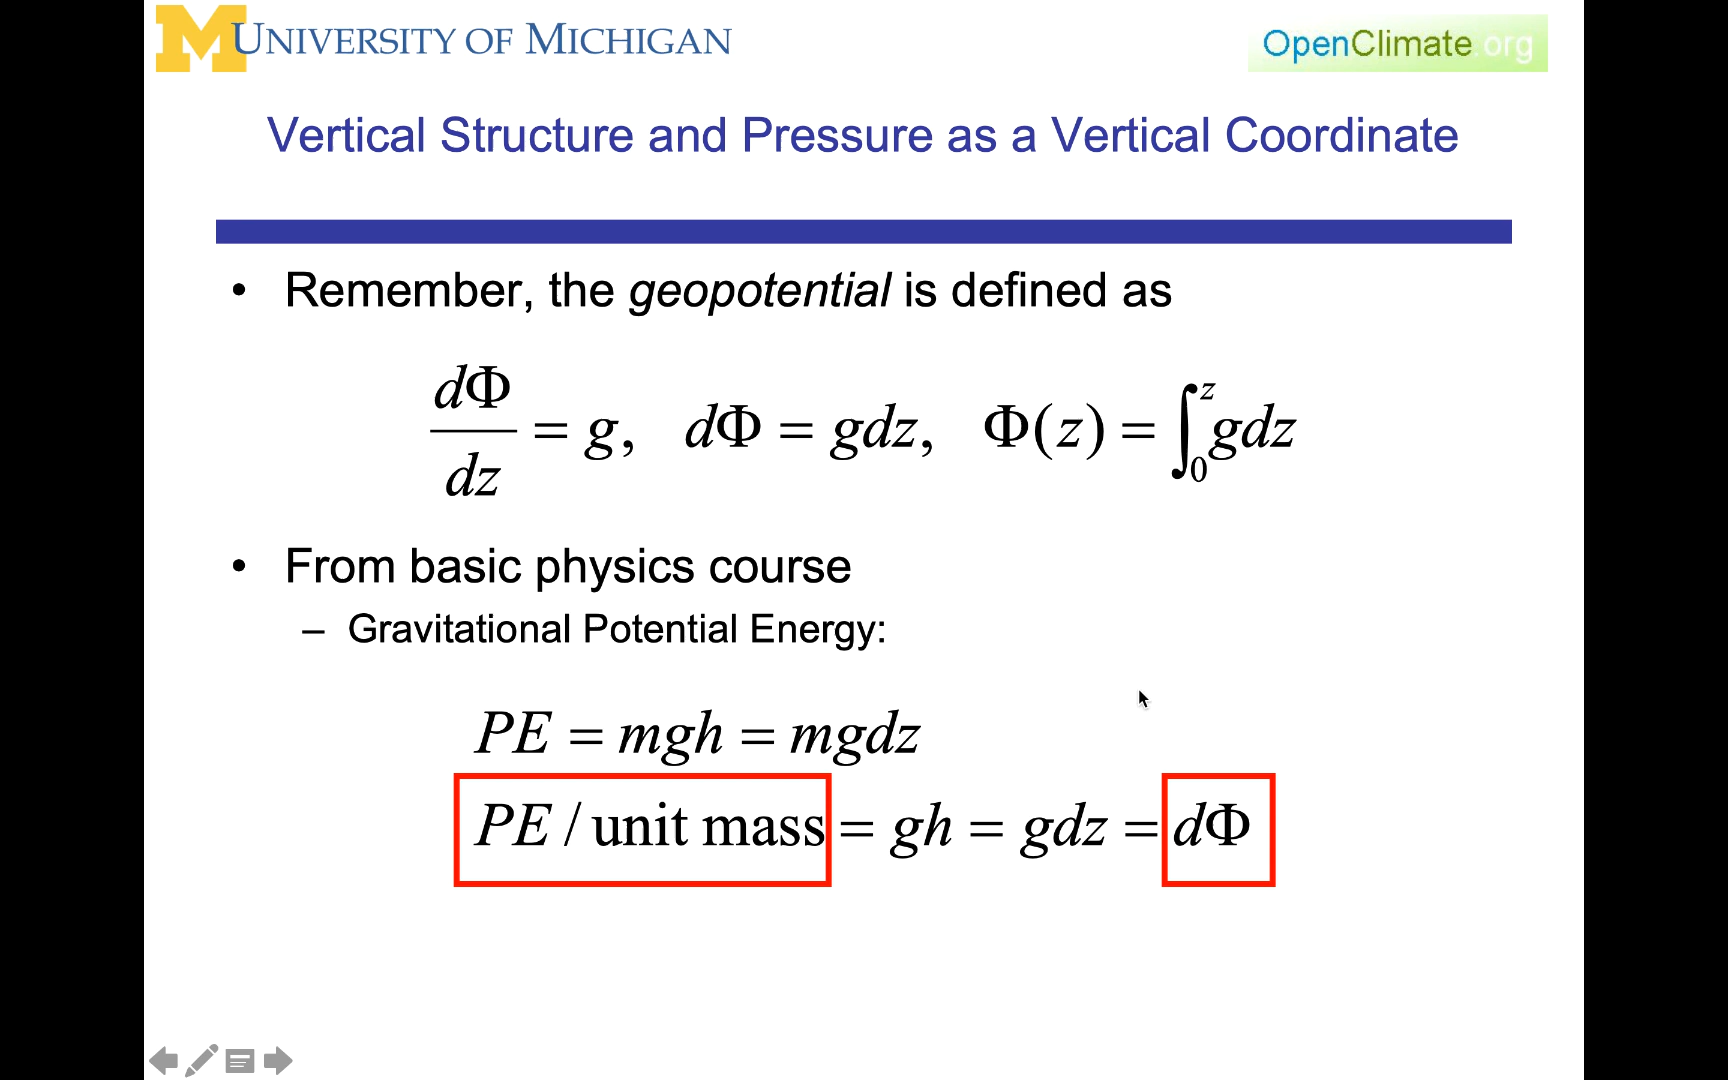 M UNIVERSITY OF MICHIGAN
OpenClimate.org
Vertical Structure and Pressure as a Vertical Coordinate
• Remember, the geopotential is defined as
dΦ/dz = g, dΦ = gdz, Φ(z) = ∫₀ᶻ gdz
• From basic physics course
– Gravitational Potential Energy:
PE = mgh = mgdz
PE / unit mass = gh = gdz = dΦ